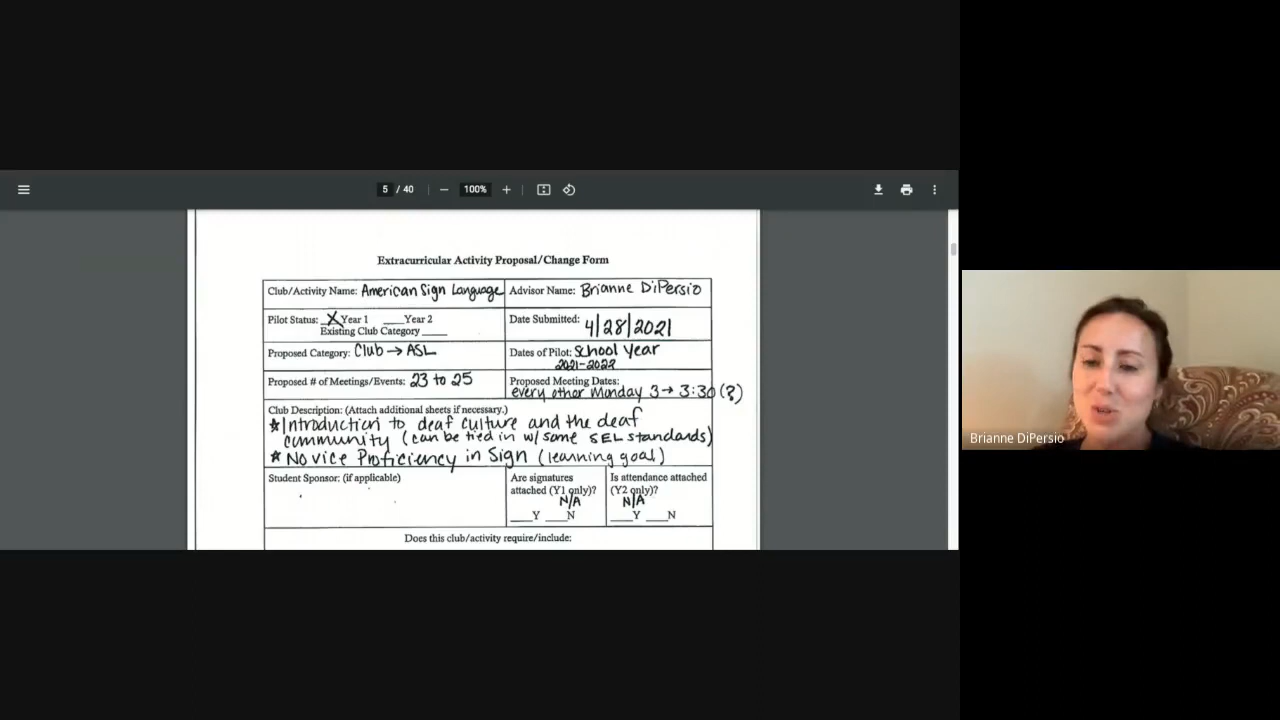 5 / 40
100%
Extracurricular Activity Proposal/Change Form
Club/Activity Name: American Sign Language
Advisor Name: Brianne DiPersio
Pilot Status: X Year 1 ___Year 2
Existing Club Category ____
Date Submitted: 4/28/2021
Proposed Category: Club → ASL
Dates of Pilot: School Year
2021-2022
Proposed # of Meetings/Events: 23 to 25
Proposed Meeting Dates:
every other Monday 3→3:30(?)
Club Description: (Attach additional sheets if necessary.)
* Introduction to deaf culture and the deaf
community (can be tied in w/ some SEL standards)
* Novice Proficiency in Sign (learning goal)
Student Sponsor: (if applicable)
Are signatures
attached (Y1 only)?
N/A
___Y ___N
Is attendance attached
(Y2 only)?
N/A
___Y ___N
Does this club/activity require/include:
Brianne DiPersio